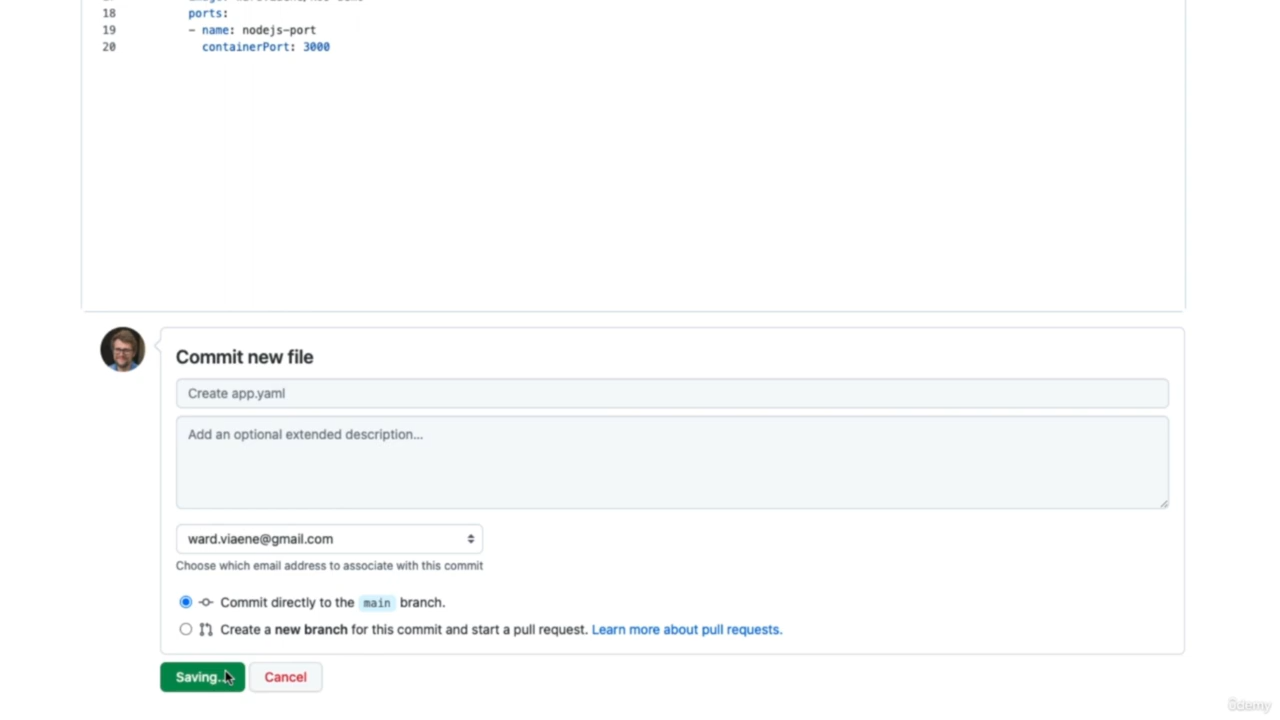 18 ports:
19 - name: nodejs-port
20 containerPort: 3000
Commit new file
Create app.yaml
Add an optional extended description...
ward.viaene@gmail.com
Choose which email address to associate with this commit
Commit directly to the main branch.
Create a new branch for this commit and start a pull request. Learn more about pull requests.
Saving... Cancel
ûdemy